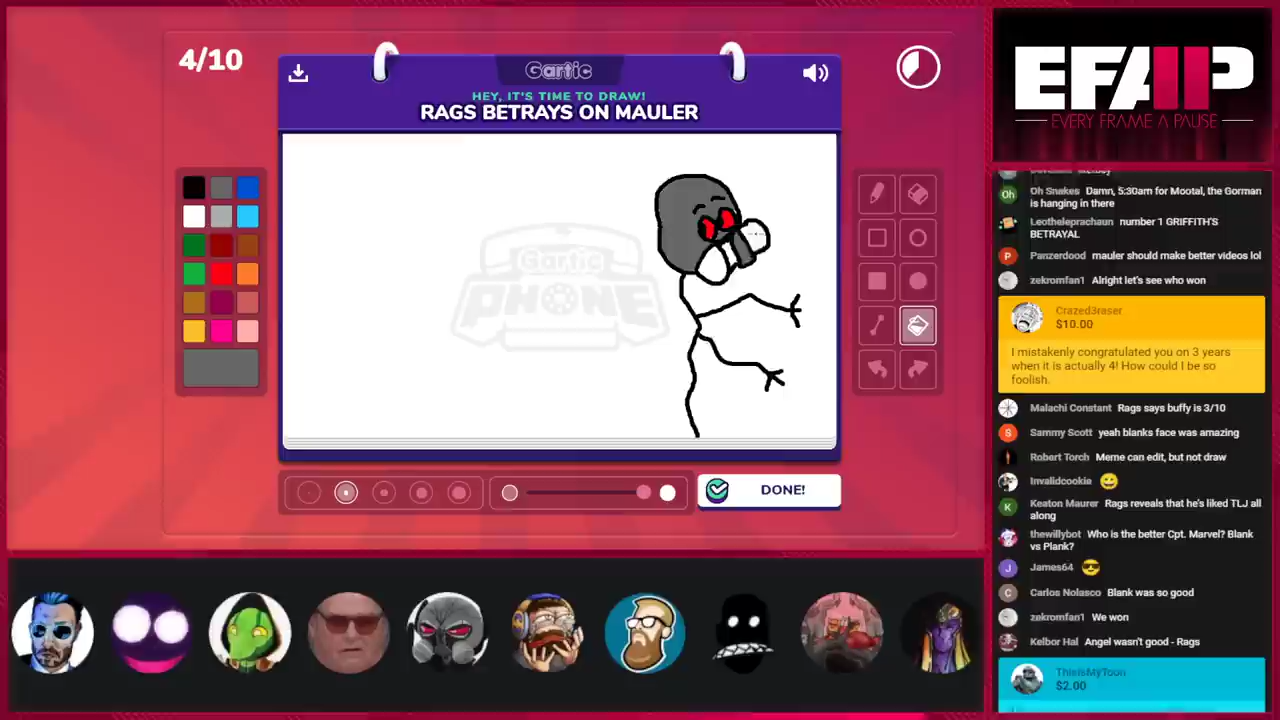 4/10
Gartic
HEY, IT'S TIME TO DRAW!
RAGS BETRAYS ON MAULER
Gartic
PHONE
DONE!
EFAP
EVERY FRAME A PAUSE
Oh Snakes Damn, 5:30am for Mootal, the Gorman
is hanging in there
Leotheleprachaun number 1 GRIFFITH'S
BETRAYAL
Panzerdood mauler should make better videos lol
zekromfan1 Alright let's see who won
Crazed3raser
$10.00
I mistakenly congratulated you on 3 years
when it is actually 4! How could I be so
foolish.
Malachi Constant Rags says buffy is 3/10
Sammy Scott yeah blanks face was amazing
Robert Torch Meme can edit, but not draw
Invalidcookie
Keaton Maurer Rags reveals that he's liked TLJ all
along
thewillybot Who is the better Cpt. Marvel? Blank
vs Plank?
James64
Carlos Nolasco Blank was so good
zekromfan1 We won
Kelbor Hal Angel wasn't good - Rags
ThisIsMyToon
$2.00